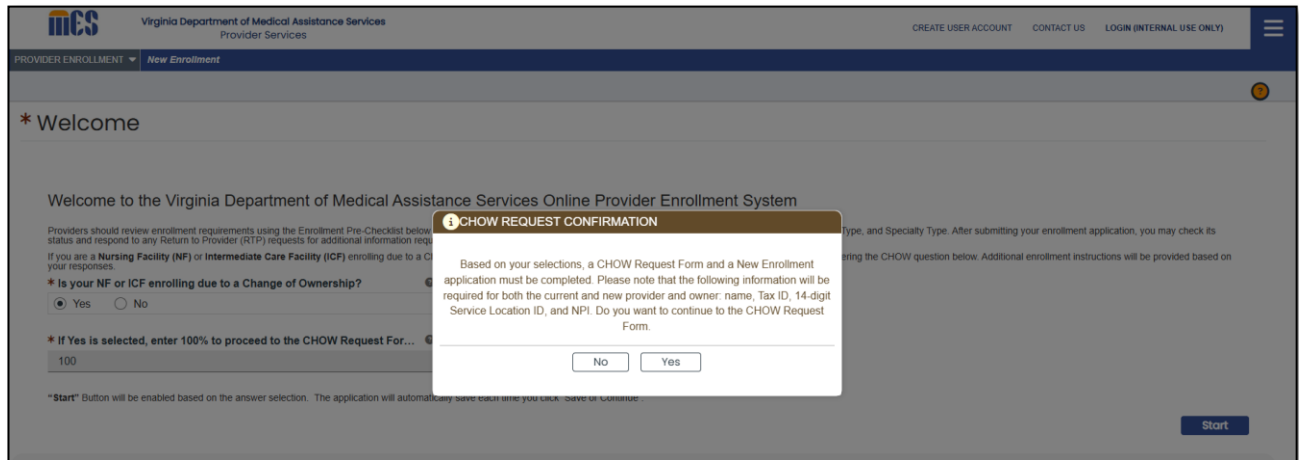 mes
Virginia Department of Medical Assistance Services
Provider Services
CREATE USER ACCOUNT CONTACT US LOGIN (INTERNAL USE ONLY)
PROVIDER ENROLLMENT New Enrollment
?
* Welcome
Welcome to the Virginia Department of Medical Assistance Services Online Provider Enrollment System
Providers should review enrollment requirements using the Enrollment Pre-Checklist below Type, and Specialty Type. After submitting your enrollment application, you may check its
status and respond to any Return to Provider (RTP) requests for additional information requ
If you are a Nursing Facility (NF) or Intermediate Care Facility (ICF) enrolling due to a C ering the CHOW question below. Additional enrollment instructions will be provided based on
your responses.
* Is your NF or ICF enrolling due to a Change of Ownership?
Yes No
* If Yes is selected, enter 100% to proceed to the CHOW Request For...
100
"Start" Button will be enabled based on the answer selection. The application will automatically save each time you click "Save or Continue".
Start
i CHOW REQUEST CONFIRMATION
Based on your selections, a CHOW Request Form and a New Enrollment
application must be completed. Please note that the following information will be
required for both the current and new provider and owner: name, Tax ID, 14-digit
Service Location ID, and NPI. Do you want to continue to the CHOW Request
Form.
No Yes